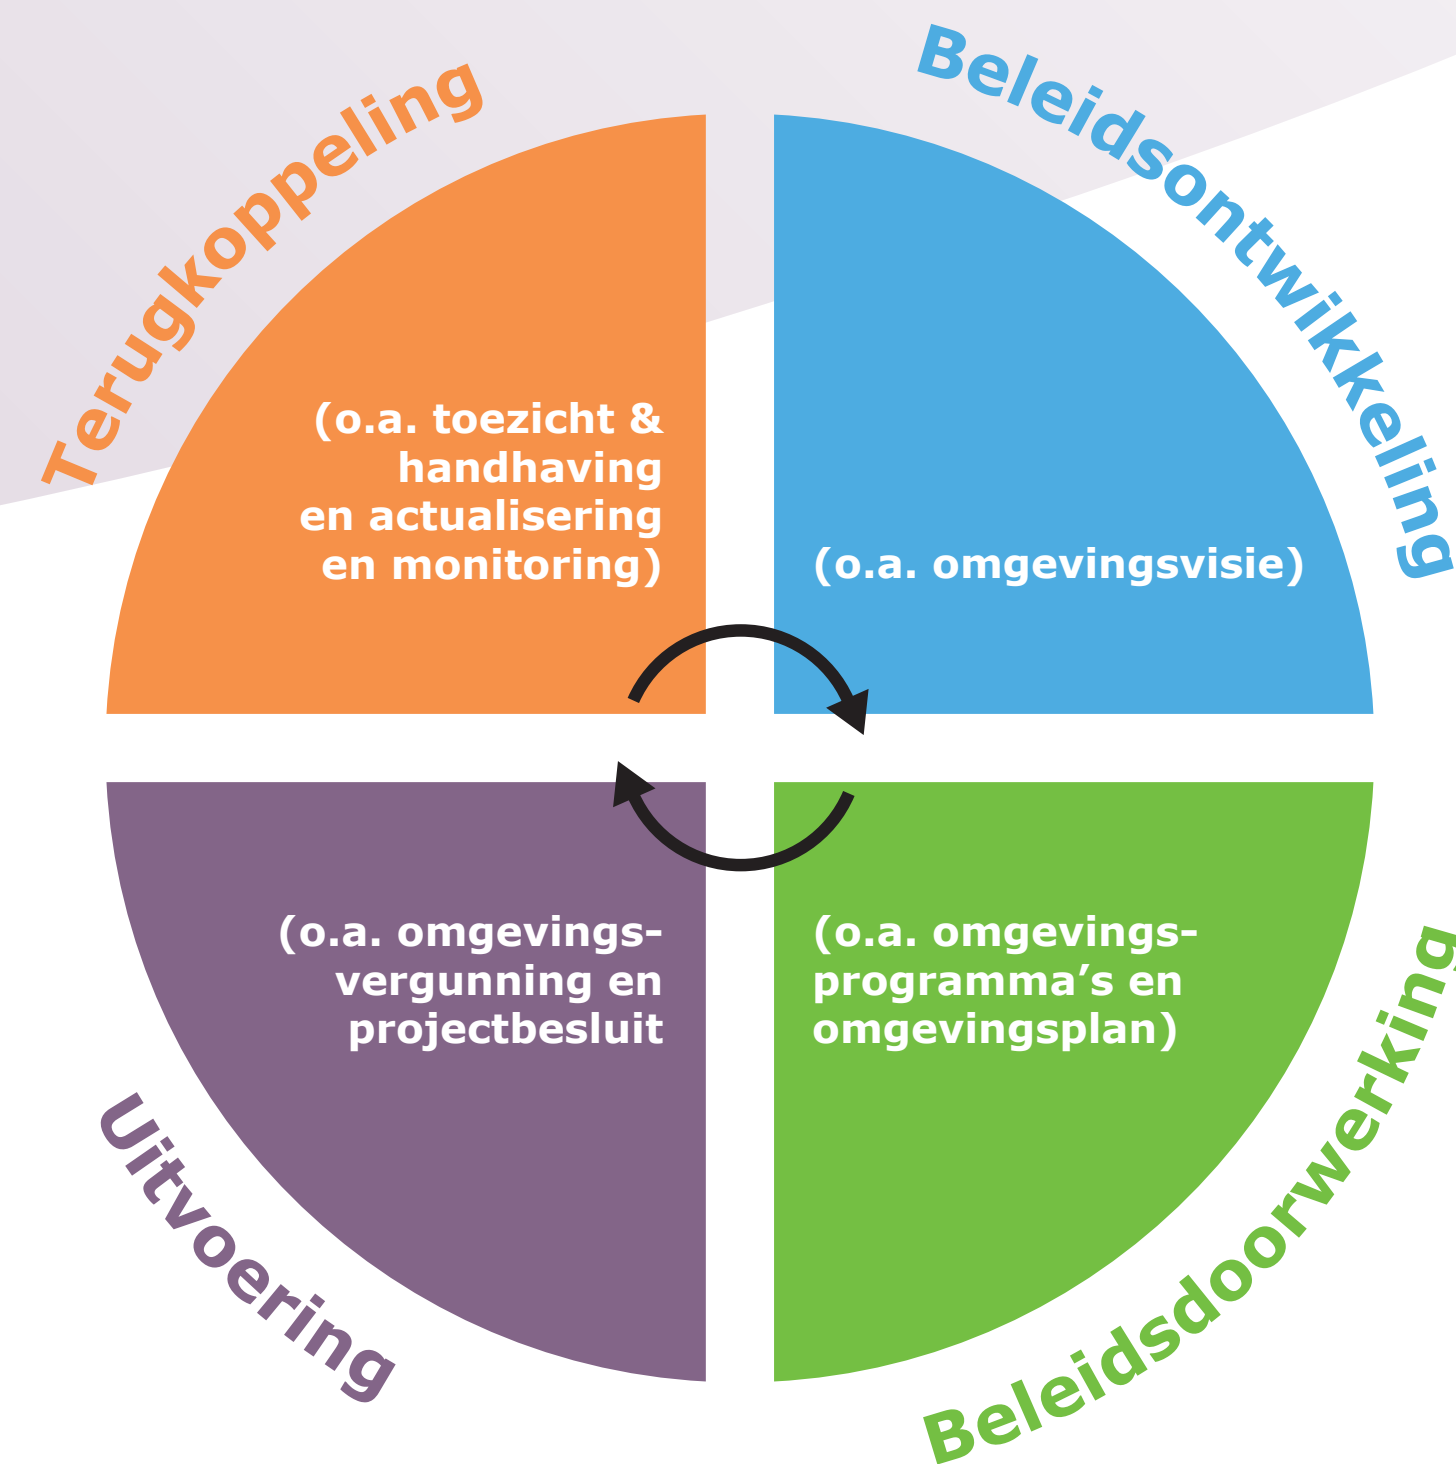 Terugkoppeling
(o.a. toezicht &
handhaving
en actualisering
en monitoring)
Beleidsontwikkeling
(o.a. omgevingsvisie)
(o.a. omgevings-
vergunning en
projectbesluit
Uitvoering
(o.a. omgevings-
programma’s en
omgevingsplan)
Beleidsdoorwerking